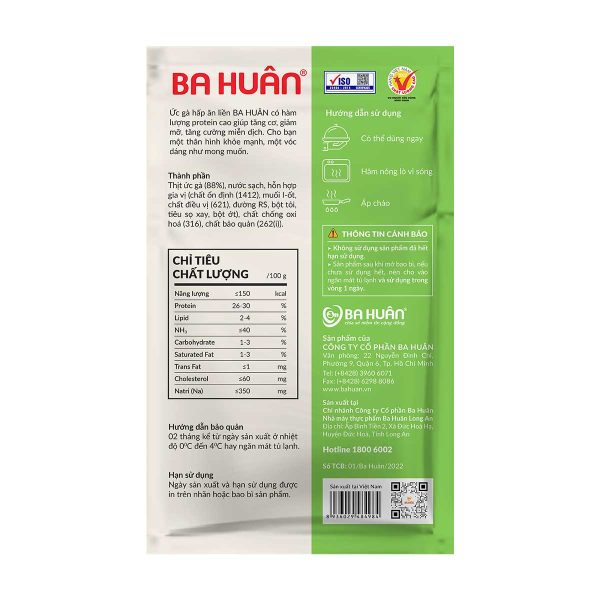 BA HUÂN®
Ức gà hấp ăn liền BA HUÂN có hàm
lượng protein cao giúp tăng cơ, giảm
mỡ, tăng cường miễn dịch. Cho bạn
một thân hình khỏe mạnh, một vóc
dáng như mong muốn.
Thành phần
Thịt ức gà (88%), nước sạch, hỗn hợp
gia vị (chất ổn định (1412), muối I-ốt,
chất điều vị (621), đường RS, bột tỏi,
tiêu sọ xay, bột ớt), chất chống oxi
hoá (316), chất bảo quản (262(i)).
CHỈ TIÊU
CHẤT LƯỢNG /100 g
Năng lượng ≤150 kcal
Protein 26-30 %
Lipid 2-4 %
NH₃ ≤40 %
Carbohydrate 1-3 %
Saturated Fat 1-3 %
Trans Fat ≤1 mg
Cholesterol ≤60 mg
Natri (Na) ≤350 mg
Hướng dẫn bảo quản
02 tháng kể từ ngày sản xuất ở nhiệt
độ 0ºC đến 4ºC hay ngăn mát tủ lạnh.
Hạn sử dụng
Ngày sản xuất và hạn sử dụng được
in trên nhãn hoặc bao bì sản phẩm.
ISO
Hướng dẫn sử dụng
Có thể dùng ngay
Hâm nóng lò vi sóng
Áp chảo
THÔNG TIN CẢNH BÁO
• Không sử dụng sản phẩm đã hết
hạn sử dụng.
• Sản phẩm sau khi mở bao bì, nếu
chưa sử dụng hết, nên cho vào
ngăn mát tủ lạnh và sử dụng trong
vòng 1 ngày.
BA HUÂN
chia sẻ niềm tin cộng đồng
Sản phẩm của
CÔNG TY CỔ PHẦN BA HUÂN
Văn phòng: 22 Nguyễn Đình Chi,
Phường 9, Quận 6, Tp. Hồ Chí Minh
Tel: (+8428) 3960 6071
Fax: (+8428) 6298 8086
www.bahuan.vn
Sản xuất tại
Chi nhánh Công ty Cổ phần Ba Huân
Nhà máy thực phẩm Ba Huân Long An
Địa chỉ: Ấp Bình Tiền 2, Xã Đức Hoà Hạ,
Huyện Đức Hoà, Tỉnh Long An
Hotline 1800 6002
Số TCB: 01/Ba Huân/2022
Sản xuất tại Việt Nam
8 936029 484984